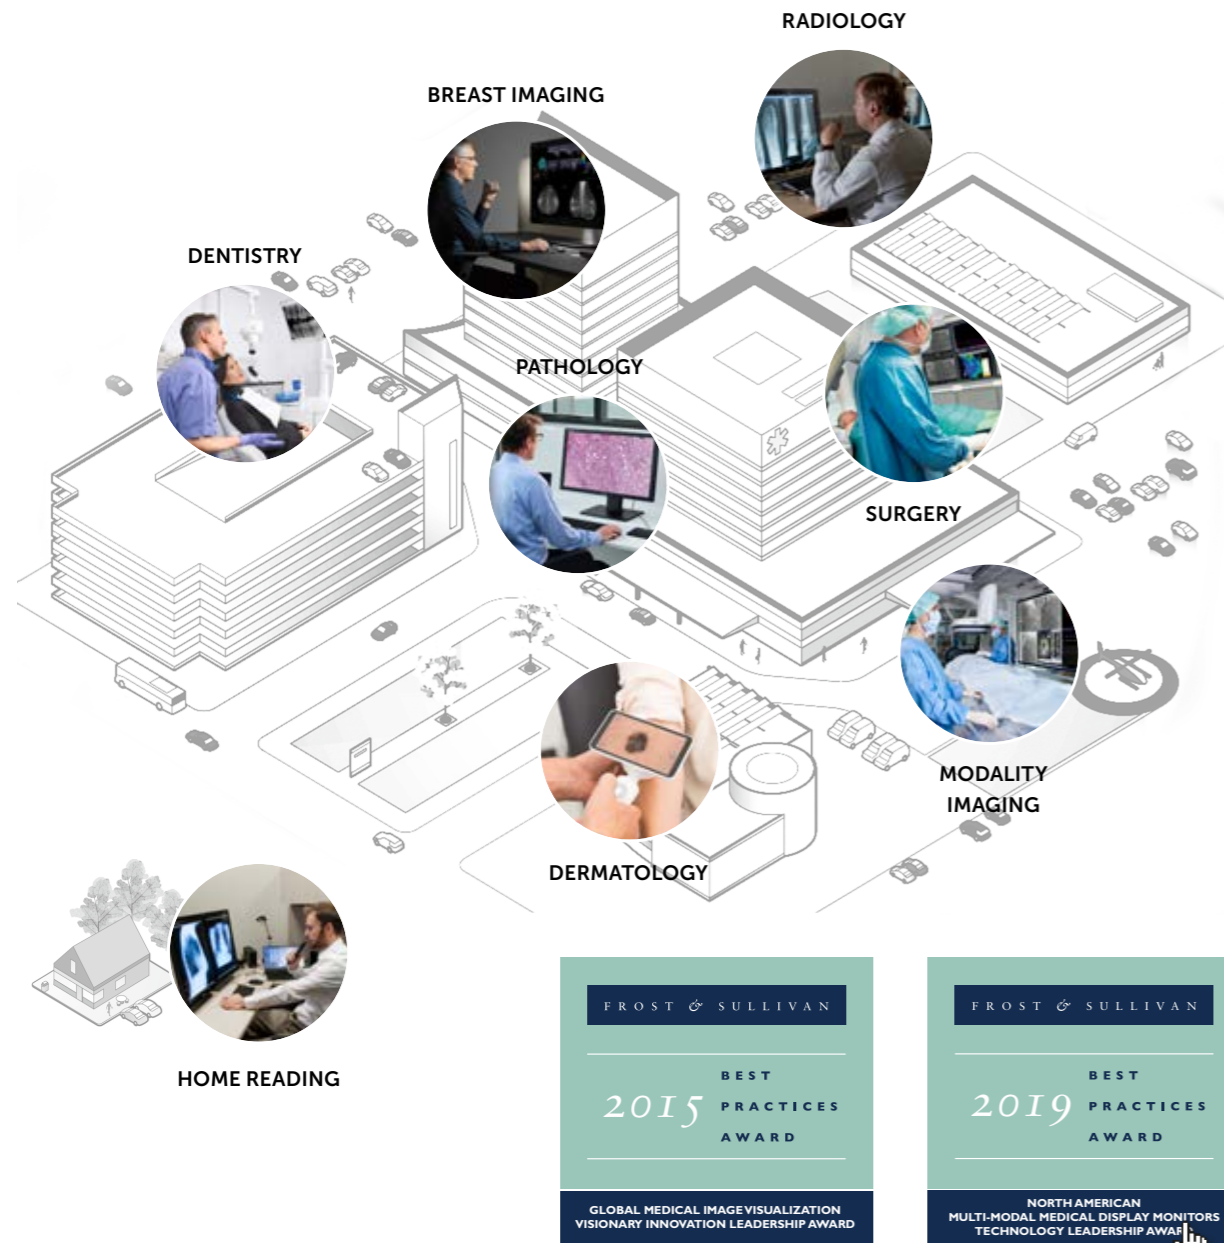 RADIOLOGY
BREAST IMAGING
DENTISTRY
PATHOLOGY
SURGERY
MODALITY
IMAGING
DERMATOLOGY
HOME READING
FROST & SULLIVAN
2015
BEST
PRACTICES
AWARD
GLOBAL MEDICAL IMAGE VISUALIZATION
VISIONARY INNOVATION LEADERSHIP AWARD
FROST & SULLIVAN
2019
BEST
PRACTICES
AWARD
NORTH AMERICAN
MULTI-MODAL MEDICAL DISPLAY MONITORS
TECHNOLOGY LEADERSHIP AWARD